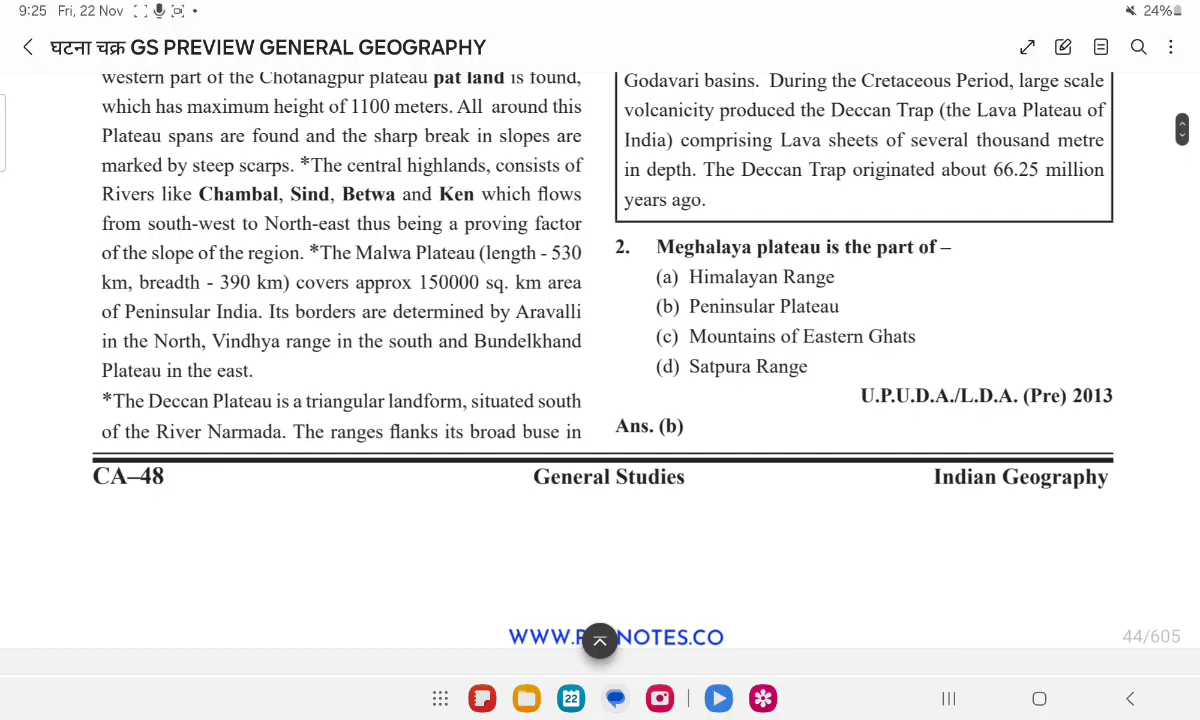 9:25 Fri, 22 Nov
24%
घटना चक्र GS PREVIEW GENERAL GEOGRAPHY
western part of the Chotanagpur plateau pat land is found,
which has maximum height of 1100 meters. All around this
Plateau spans are found and the sharp break in slopes are
marked by steep scarps. *The central highlands, consists of
Rivers like Chambal, Sind, Betwa and Ken which flows
from south-west to North-east thus being a proving factor
of the slope of the region. *The Malwa Plateau (length - 530
km, breadth - 390 km) covers approx 150000 sq. km area
of Peninsular India. Its borders are determined by Aravalli
in the North, Vindhya range in the south and Bundelkhand
Plateau in the east.
*The Deccan Plateau is a triangular landform, situated south
of the River Narmada. The ranges flanks its broad buse in
Godavari basins. During the Cretaceous Period, large scale
volcanicity produced the Deccan Trap (the Lava Plateau of
India) comprising Lava sheets of several thousand metre
in depth. The Deccan Trap originated about 66.25 million
years ago.
2. Meghalaya plateau is the part of –
(a) Himalayan Range
(b) Peninsular Plateau
(c) Mountains of Eastern Ghats
(d) Satpura Range
U.P.U.D.A./L.D.A. (Pre) 2013
Ans. (b)
CA–48 General Studies Indian Geography
44/605
22